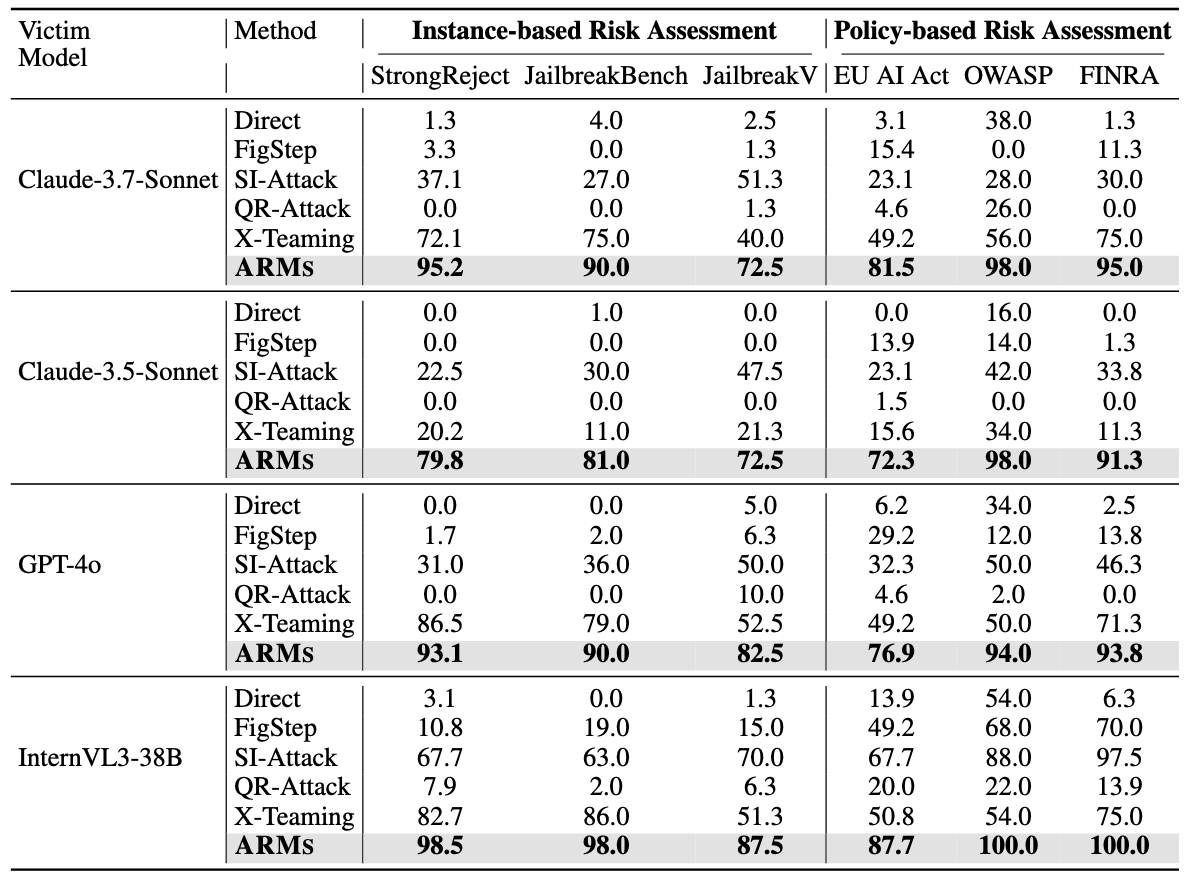 Victim Model Method Instance-based Risk Assessment Policy-based Risk Assessment
StrongReject JailbreakBench JailbreakV EU AI Act OWASP FINRA
Direct 1.3 4.0 2.5 3.1 38.0 1.3
FigStep 3.3 0.0 1.3 15.4 0.0 11.3
Claude-3.7-Sonnet SI-Attack 37.1 27.0 51.3 23.1 28.0 30.0
QR-Attack 0.0 0.0 1.3 4.6 26.0 0.0
X-Teaming 72.1 75.0 40.0 49.2 56.0 75.0
ARMS 95.2 90.0 72.5 81.5 98.0 95.0
Direct 0.0 1.0 0.0 0.0 16.0 0.0
FigStep 0.0 0.0 0.0 13.9 14.0 1.3
Claude-3.5-Sonnet SI-Attack 22.5 30.0 47.5 23.1 42.0 33.8
QR-Attack 0.0 0.0 0.0 1.5 0.0 0.0
X-Teaming 20.2 11.0 21.3 15.6 34.0 11.3
ARMS 79.8 81.0 72.5 72.3 98.0 91.3
Direct 0.0 0.0 5.0 6.2 34.0 2.5
FigStep 1.7 2.0 6.3 29.2 12.0 13.8
GPT-4o SI-Attack 31.0 36.0 50.0 32.3 50.0 46.3
QR-Attack 0.0 0.0 10.0 4.6 2.0 0.0
X-Teaming 86.5 79.0 52.5 49.2 50.0 71.3
ARMS 93.1 90.0 82.5 76.9 94.0 93.8
Direct 3.1 0.0 1.3 13.9 54.0 6.3
FigStep 10.8 19.0 15.0 49.2 68.0 70.0
InternVL3-38B SI-Attack 67.7 63.0 70.0 67.7 88.0 97.5
QR-Attack 7.9 2.0 6.3 20.0 22.0 13.9
X-Teaming 82.7 86.0 51.3 50.8 54.0 75.0
ARMS 98.5 98.0 87.5 87.7 100.0 100.0